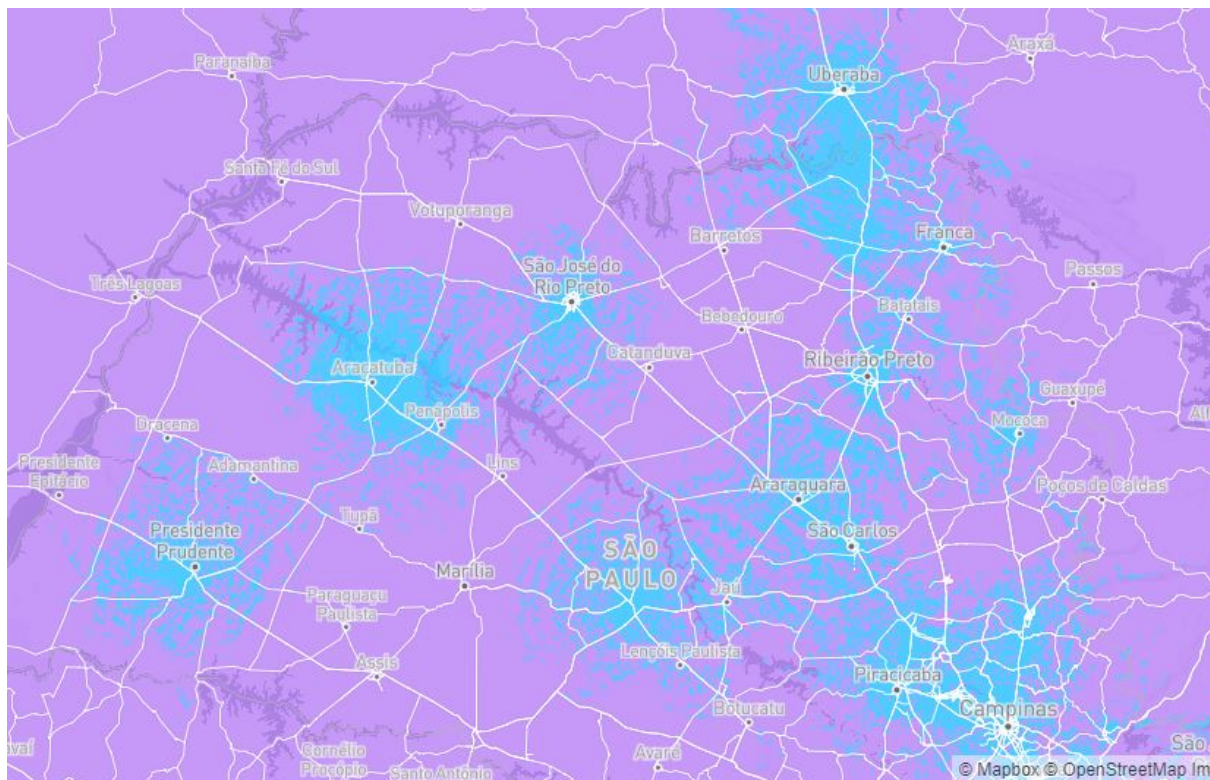 Araxá
Paranaíba
Uberaba
Santa Fé do Sul
Votuporanga
Franca
Barretos
São José do
Rio Preto
Passos
Três Lagoas
Batatais
Bebedouro
Catanduva
Ribeirão Preto
Araçatuba
Guaxupé
Penápolis
Mococa
Dracena
Presidente
Epitácio
Adamantina
Lins
Araraquara
Poços de Caldas
Tupã
São Carlos
Presidente
Prudente
SÃO
PAULO
Marília
Jaú
Paraguaçu
Paulista
Lençóis Paulista
Assis
Piracicaba
Botucatu
Campinas
Cornélio
Procópio
Avaré
Santo Antônio
São
© Mapbox © OpenStreetMap Im